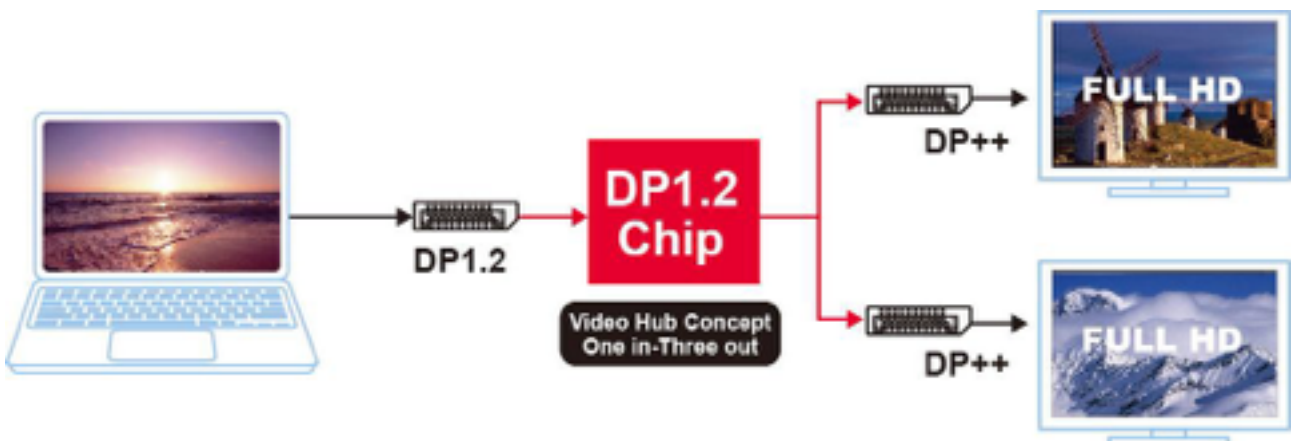 FULL HD
DP++
DP1.2
Chip
DP1.2
Video Hub Concept
One in-Three out
FULL HD
DP++